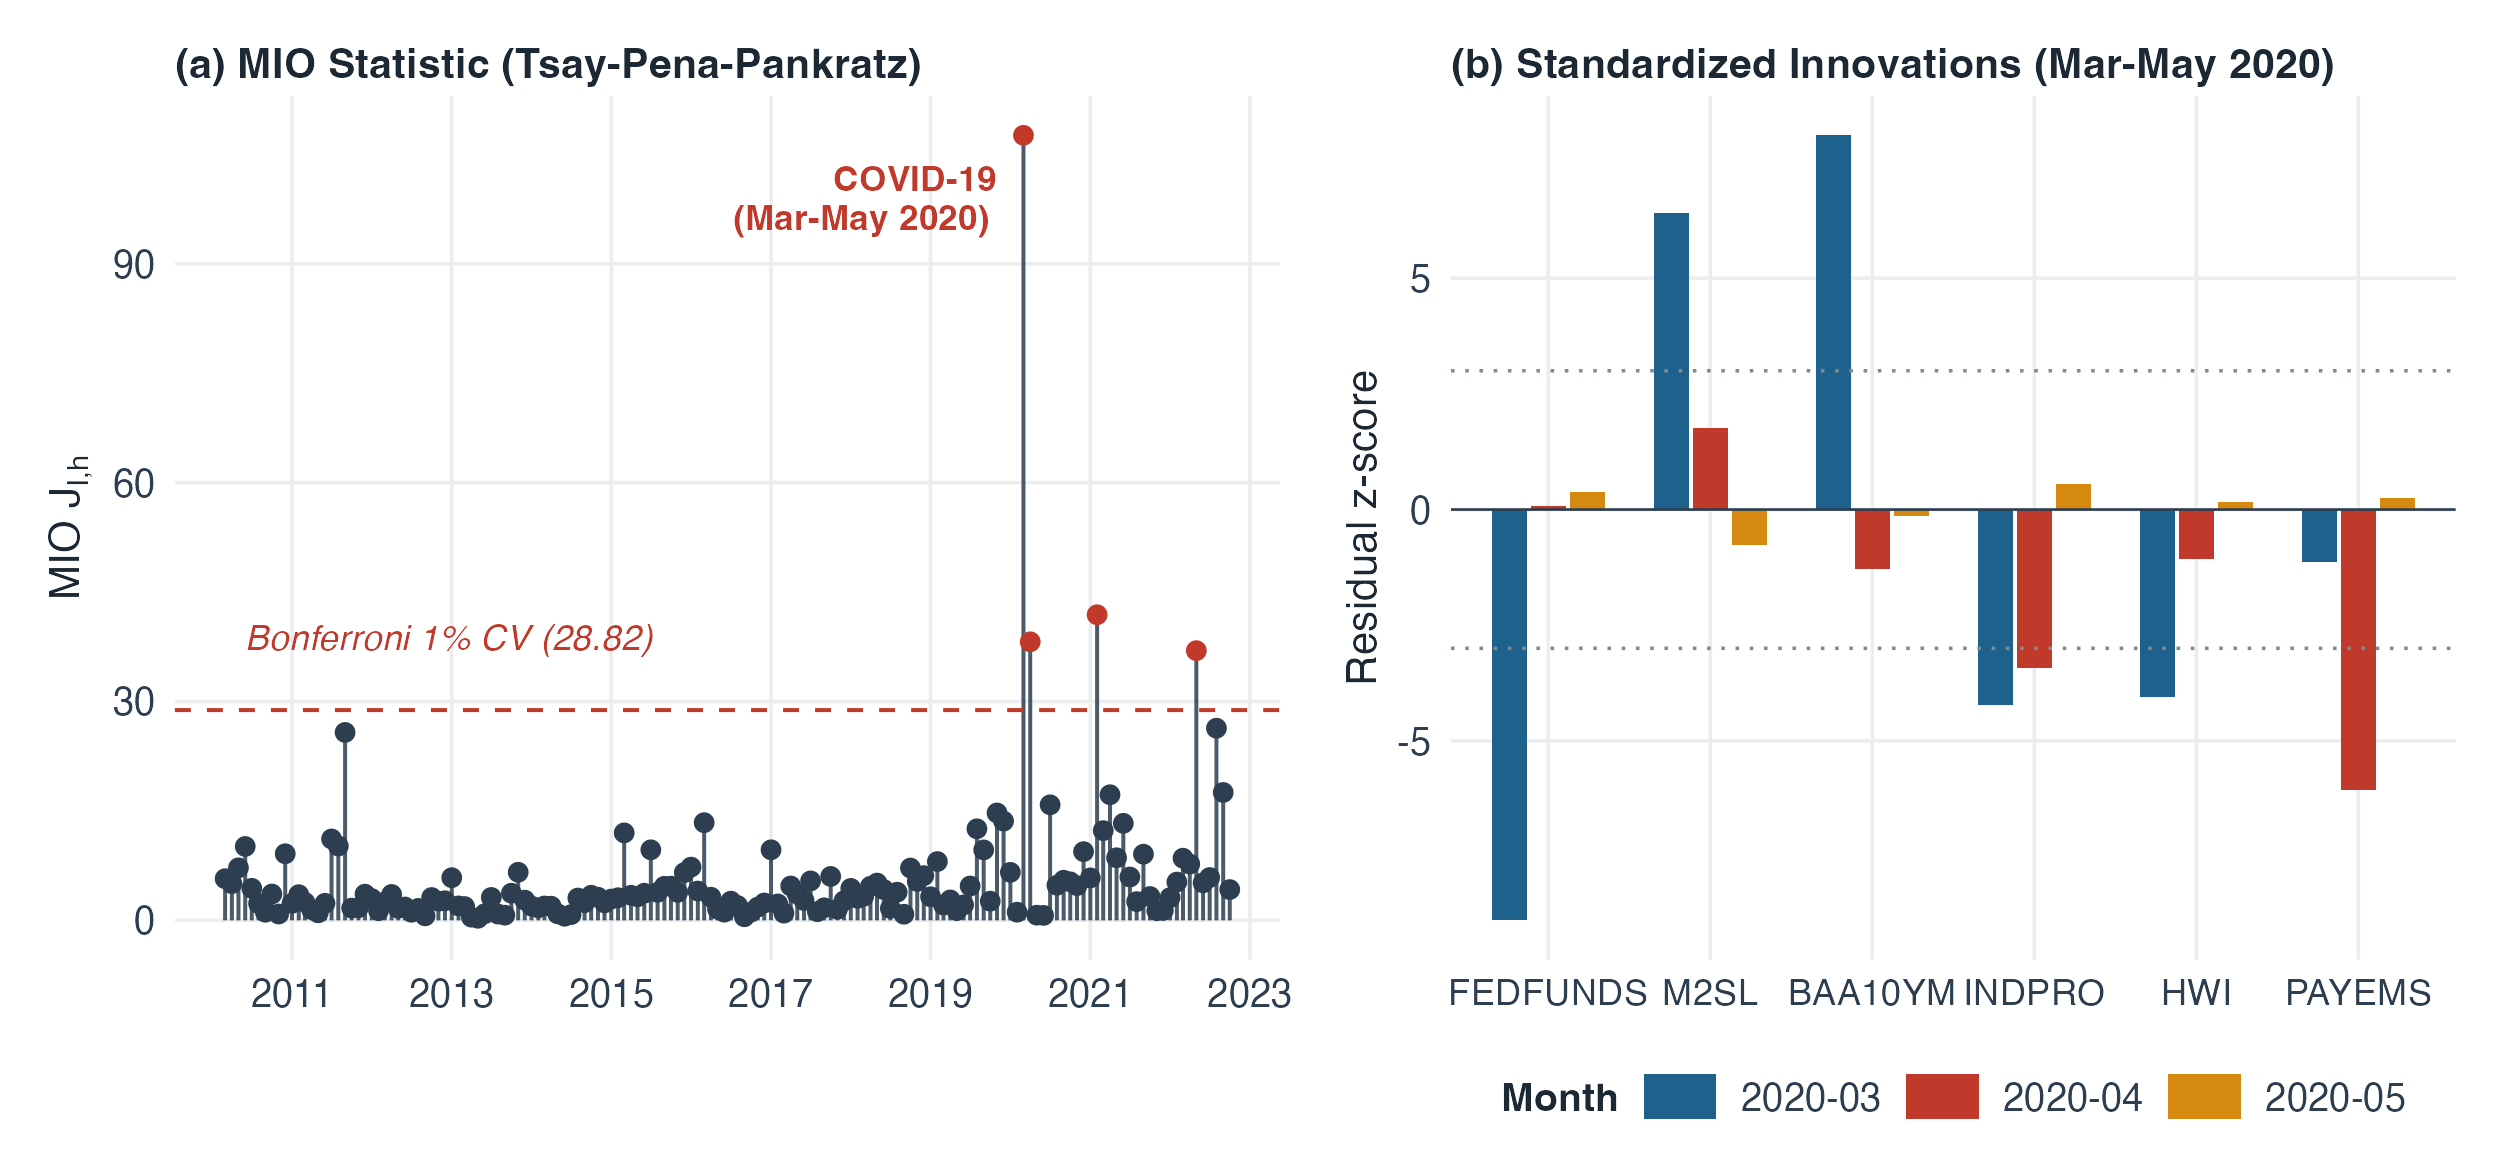 (a) MIO Statistic (Tsay-Pena-Pankratz)
MIO J_{I,h}
90
60
30
0
COVID-19
(Mar-May 2020)
Bonferroni 1% CV (28.82)
2011 2013 2015 2017 2019 2021 2023
(b) Standardized Innovations (Mar-May 2020)
Residual z-score
5
0
-5
FEDFUNDS M2SL BAA10YM INDPRO HWI PAYEMS
Month 2020-03 2020-04 2020-05